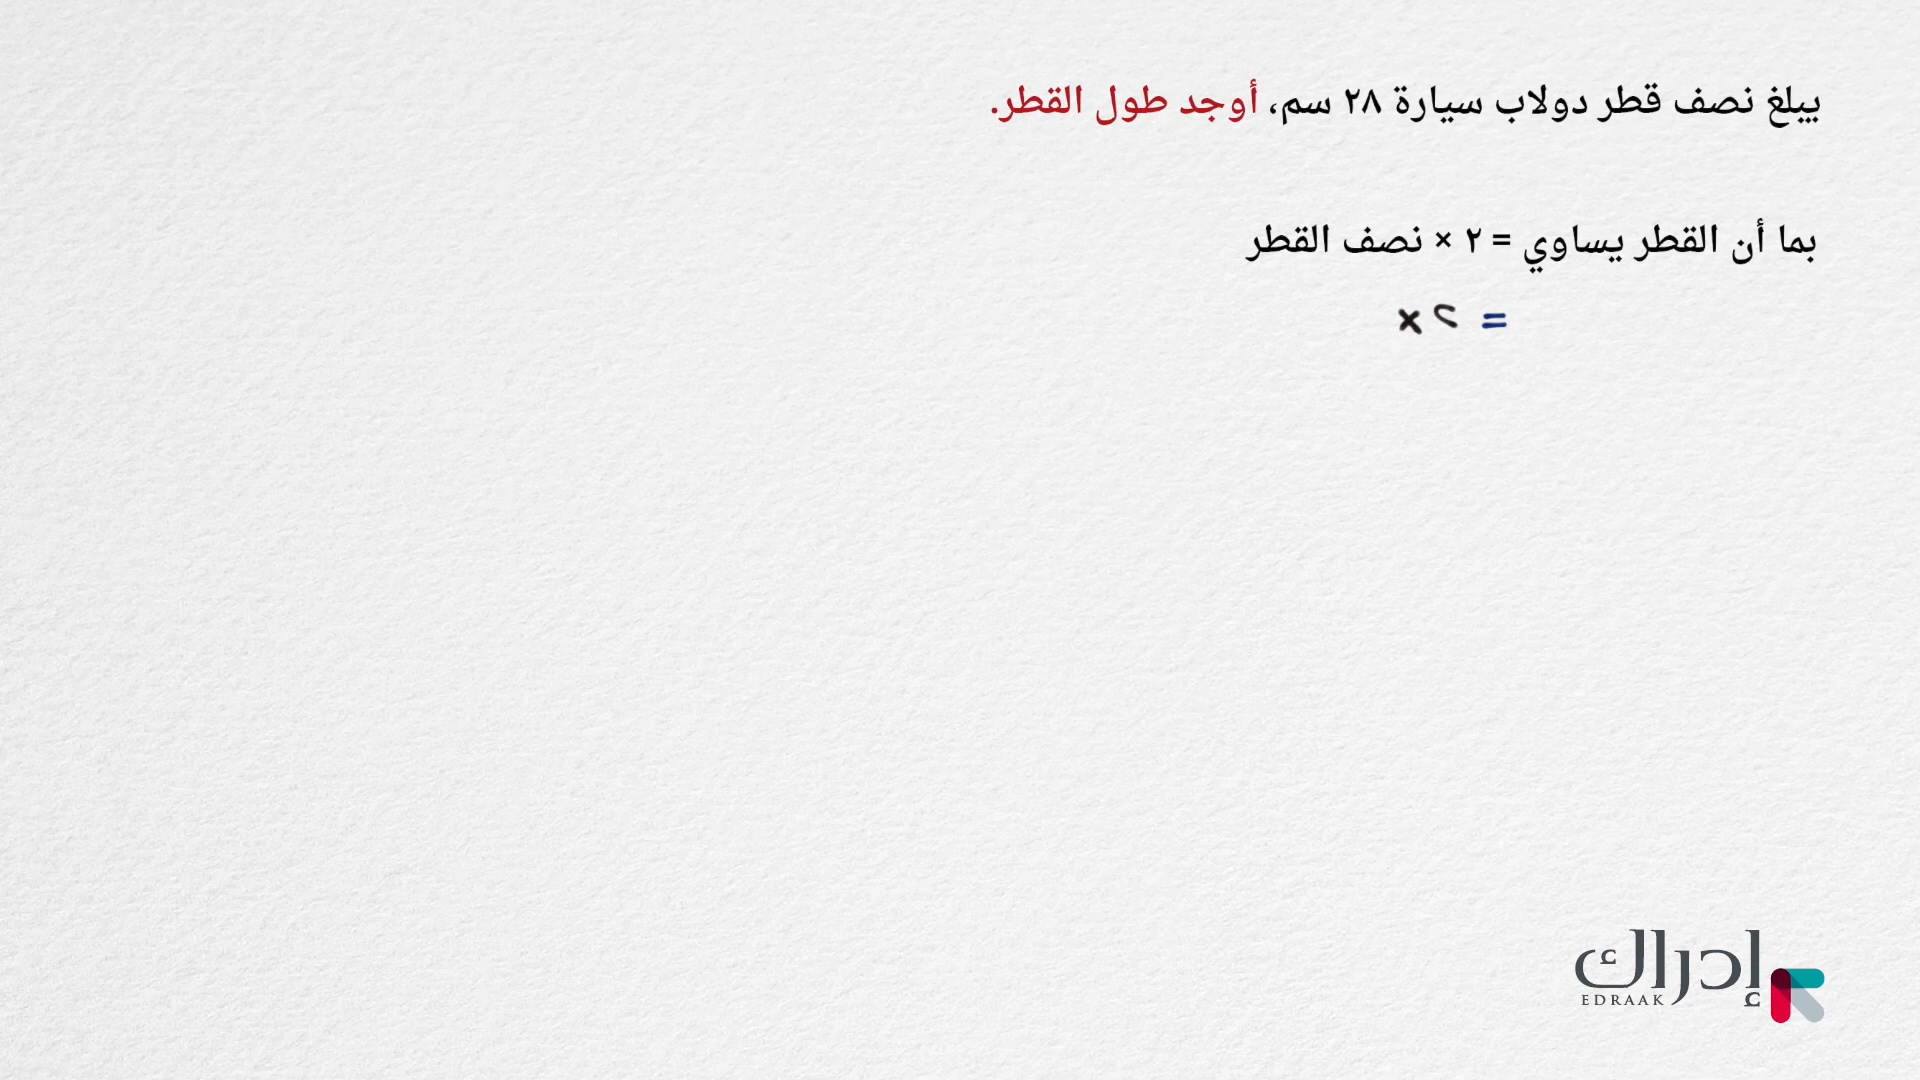 يبلغ نصف قطر دولاب سيارة ٢٨ سم، أوجد طول القطر.
بما أن القطر يساوي = ٢ × نصف القطر
= ٢ ×
إدراك
EDRAAK